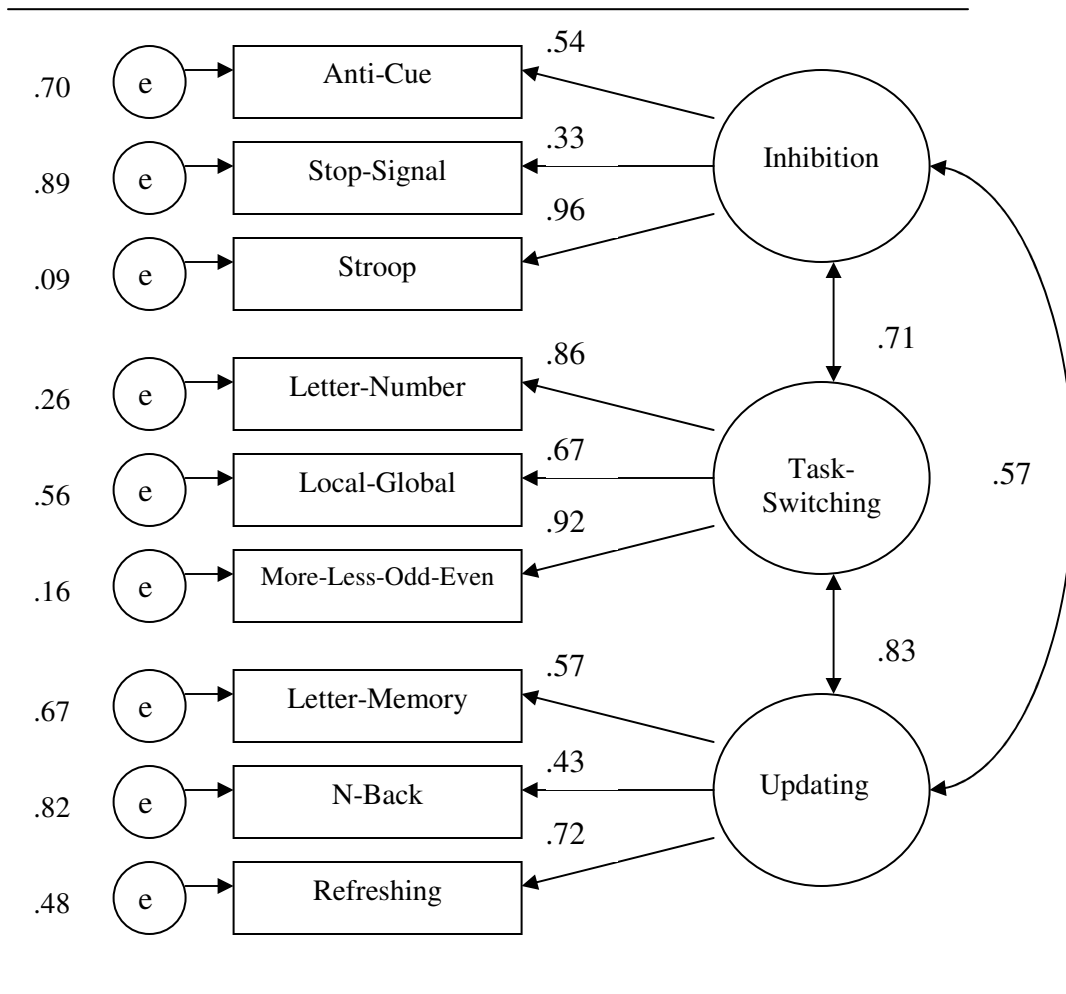 .54
.70
e
Anti-Cue
.33
.89
e
Stop-Signal
.96
.09
e
Stroop
Inhibition
.71
.86
.26
e
Letter-Number
.67
.56
e
Local-Global
.92
.16
e
More-Less-Odd-Even
Task-
Switching
.57
.83
.57
.67
e
Letter-Memory
.43
.82
e
N-Back
.72
.48
e
Refreshing
Updating